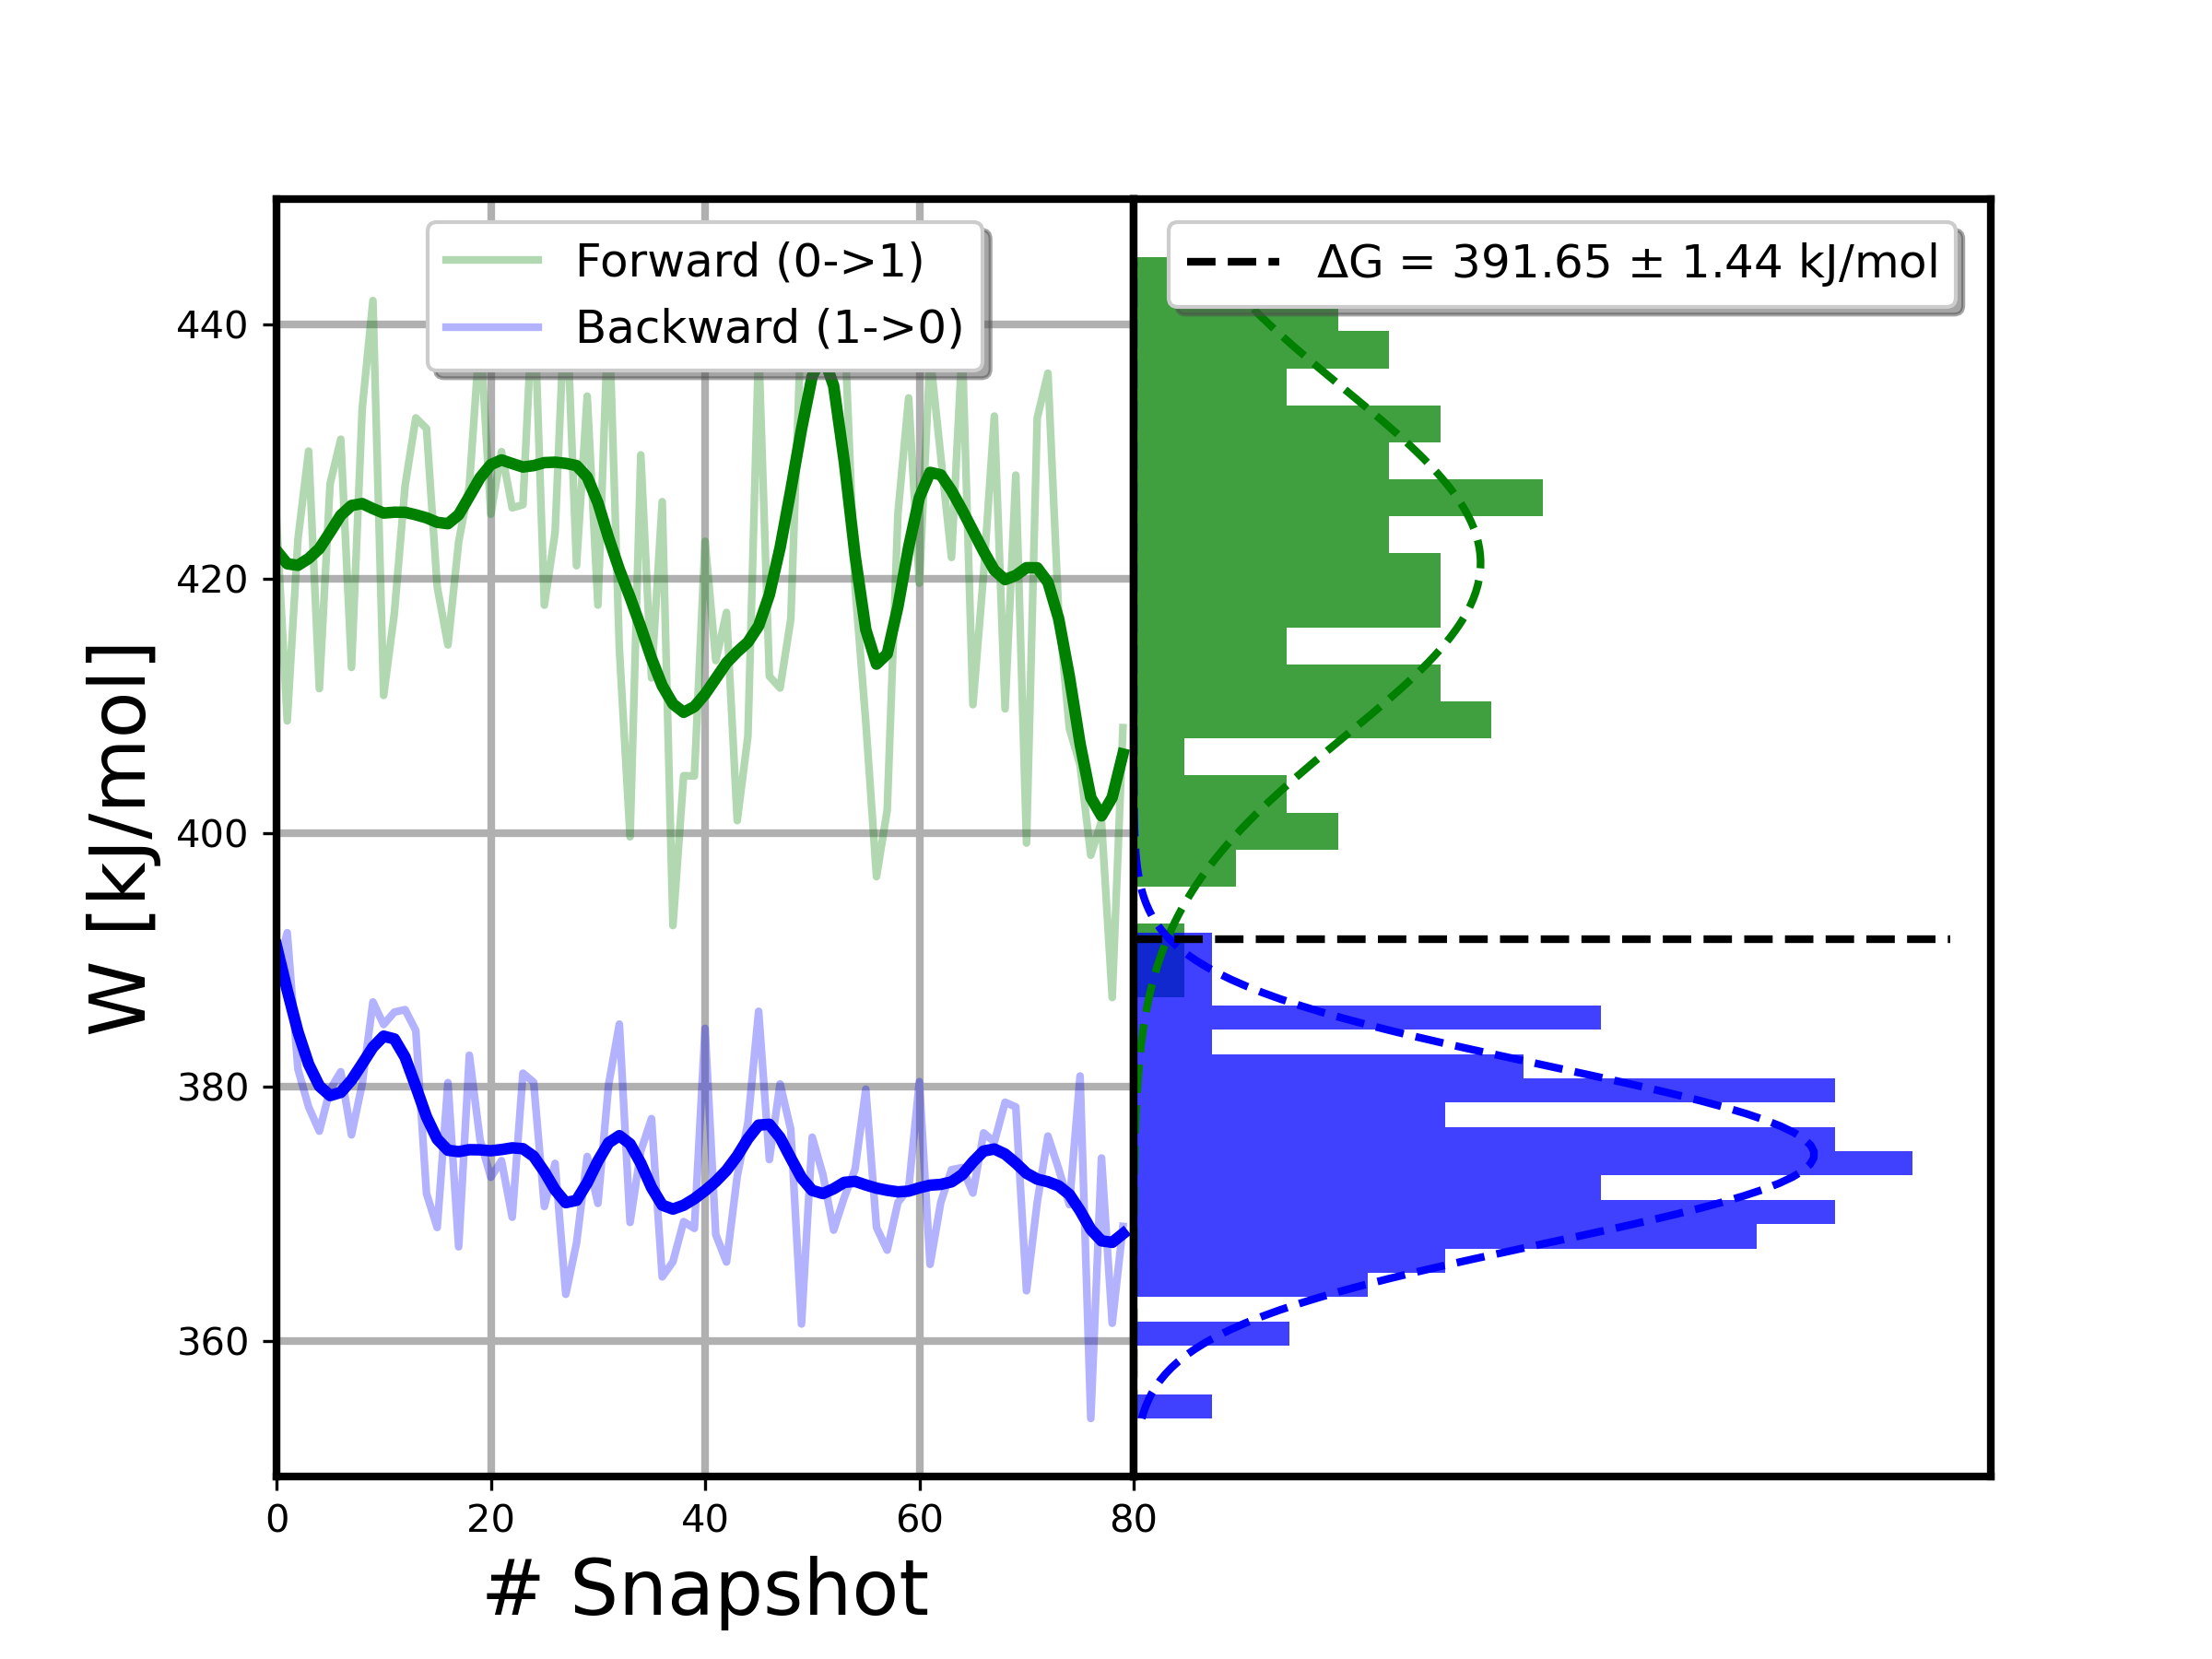 Forward (0->1)
Backward (1->0)
ΔG = 391.65 ± 1.44 kJ/mol
W [kJ/mol]
440
420
400
380
360
0 20 40 60 80
# Snapshot